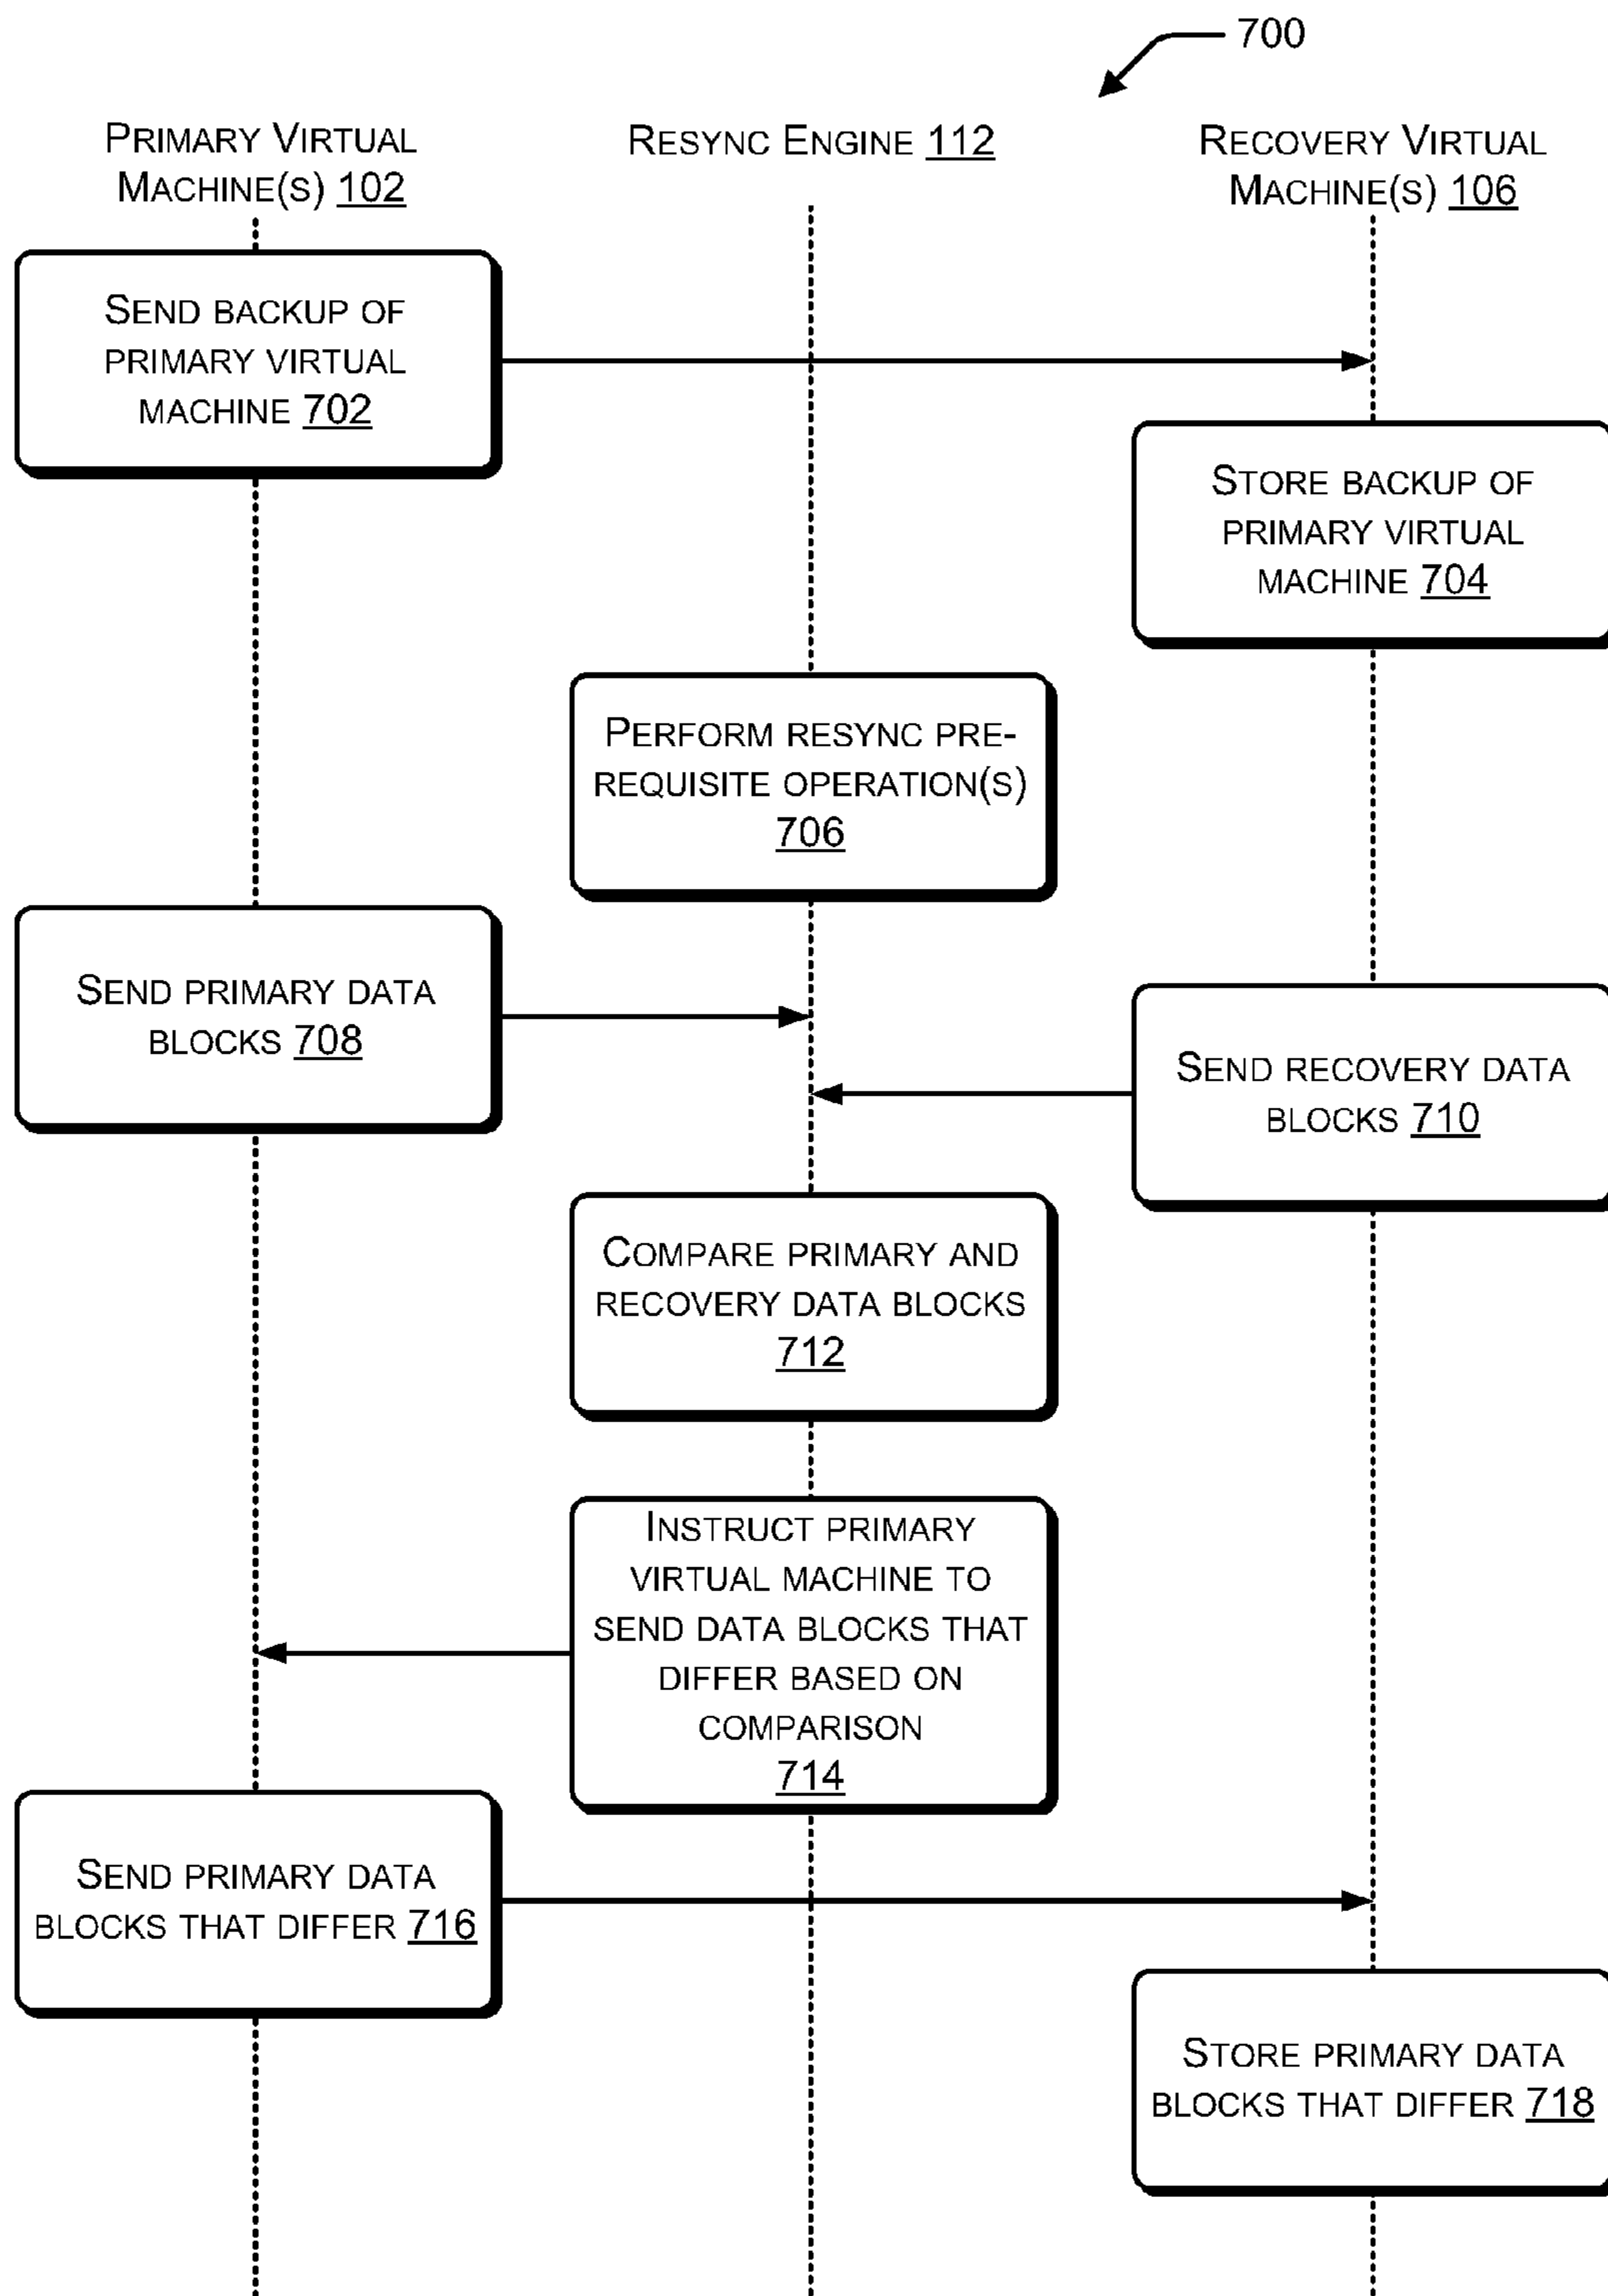 700
PRIMARY VIRTUAL
MACHINE(S) 102
RESYNC ENGINE 112
RECOVERY VIRTUAL
MACHINE(S) 106
SEND BACKUP OF
PRIMARY VIRTUAL
MACHINE 702
STORE BACKUP OF
PRIMARY VIRTUAL
MACHINE 704
PERFORM RESYNC PRE-
REQUISITE OPERATION(S)
706
SEND PRIMARY DATA
BLOCKS 708
SEND RECOVERY DATA
BLOCKS 710
COMPARE PRIMARY AND
RECOVERY DATA BLOCKS
712
INSTRUCT PRIMARY
VIRTUAL MACHINE TO
SEND DATA BLOCKS THAT
DIFFER BASED ON
COMPARISON
714
SEND PRIMARY DATA
BLOCKS THAT DIFFER 716
STORE PRIMARY DATA
BLOCKS THAT DIFFER 718